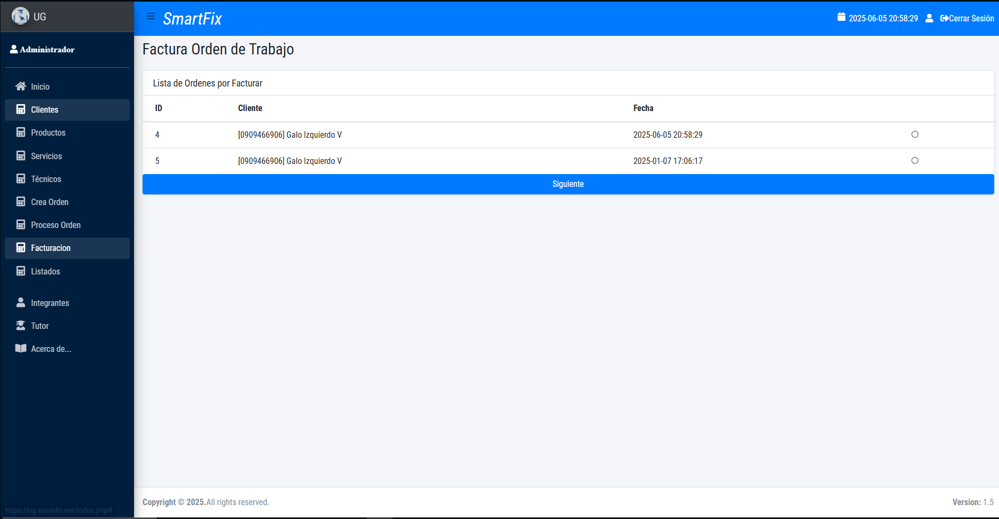 UG
SmartFix
2025-06-05 20:58:29 Cerrar Sesión
Administrador
Inicio
Clientes
Productos
Servicios
Técnicos
Crea Orden
Proceso Orden
Facturacion
Listados
Integrantes
Tutor
Acerca de...
Factura Orden de Trabajo
Lista de Ordenes por Facturar
ID Cliente Fecha
4 [0909466906] Galo Izquierdo V 2025-06-05 20:58:29
5 [0909466906] Galo Izquierdo V 2025-01-07 17:06:17
Siguiente
Copyright © 2025.All rights reserved. Version: 1.5
https://ug.ecuinfo.net/index.php#